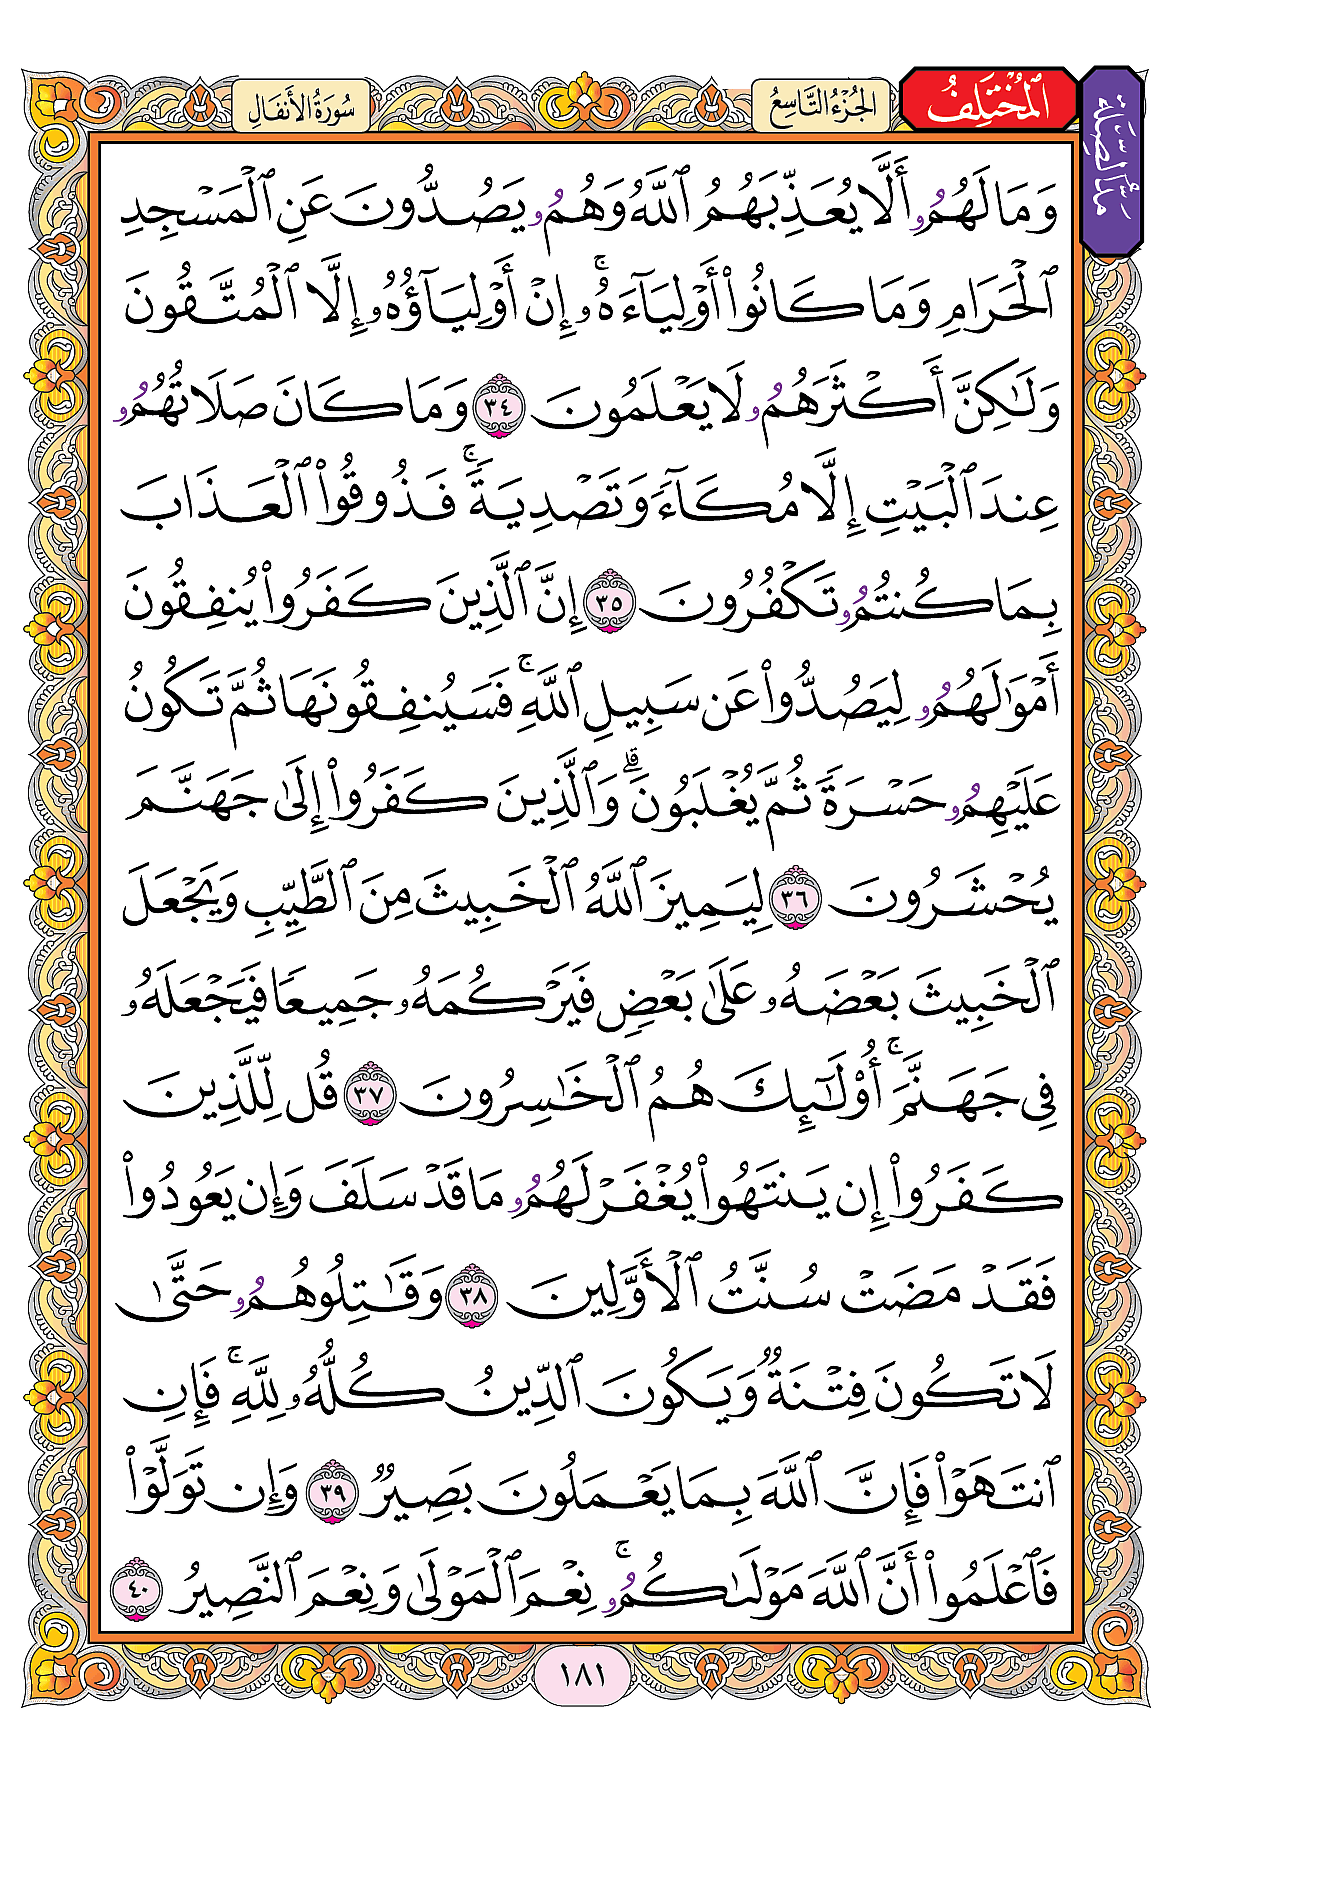 مَدُّ الصِّلَة
المُخْتَلِفُ
الجُزْءُ التَّاسِعُ
سُورَةُ الأَنفَالِ
وَمَا لَهُمُۥ أَلَّا يُعَذِّبَهُمُ ٱللَّهُ وَهُمُۥ يَصُدُّونَ عَنِ ٱلْمَسْجِدِ
ٱلْحَرَامِ وَمَا كَانُوا۟ أَوْلِيَآءَهُۥٓ ۚ إِنْ أَوْلِيَآؤُهُۥ إِلَّا ٱلْمُتَّقُونَ
وَلَٰكِنَّ أَكْثَرَهُمُۥ لَا يَعْلَمُونَ ٣٤ وَمَا كَانَ صَلَاتُهُمُۥ
عِندَ ٱلْبَيْتِ إِلَّا مُكَآءً وَتَصْدِيَةً ۚ فَذُوقُوا۟ ٱلْعَذَابَ
بِمَا كُنتُمُۥ تَكْفُرُونَ ٣٥ إِنَّ ٱلَّذِينَ كَفَرُوا۟ يُنفِقُونَ
أَمْوَٰلَهُمُۥ لِيَصُدُّوا۟ عَن سَبِيلِ ٱللَّهِ ۚ فَسَيُنفِقُونَهَا ثُمَّ تَكُونُ
عَلَيْهِمُۥ حَسْرَةً ثُمَّ يُغْلَبُونَ ۗ وَٱلَّذِينَ كَفَرُوا۟ إِلَىٰ جَهَنَّمَ
يُحْشَرُونَ ٣٦ لِيَمِيزَ ٱللَّهُ ٱلْخَبِيثَ مِنَ ٱلطَّيِّبِ وَيَجْعَلَ
ٱلْخَبِيثَ بَعْضَهُۥ عَلَىٰ بَعْضٍ فَيَرْكُمَهُۥ جَمِيعًا فَيَجْعَلَهُۥ
فِي جَهَنَّمَ ۚ أُو۟لَٰٓئِكَ هُمُ ٱلْخَٰسِرُونَ ٣٧ قُل لِّلَّذِينَ
كَفَرُوا۟ إِن يَنتَهُوا۟ يُغْفَرْ لَهُمُۥ مَا قَدْ سَلَفَ وَإِن يَعُودُوا۟
فَقَدْ مَضَتْ سُنَّتُ ٱلْأَوَّلِينَ ٣٨ وَقَٰتِلُوهُمُۥ حَتَّىٰ
لَا تَكُونَ فِتْنَةٌ وَيَكُونَ ٱلدِّينُ كُلُّهُۥ لِلَّهِ ۚ فَإِنِ
ٱنتَهَوْا۟ فَإِنَّ ٱللَّهَ بِمَا يَعْمَلُونَ بَصِيرٌ ٣٩ وَإِن تَوَلَّوْا۟
فَٱعْلَمُوا۟ أَنَّ ٱللَّهَ مَوْلَىٰكُمُۥ ۚ نِعْمَ ٱلْمَوْلَىٰ وَنِعْمَ ٱلنَّصِيرُ ٤٠
١٨١